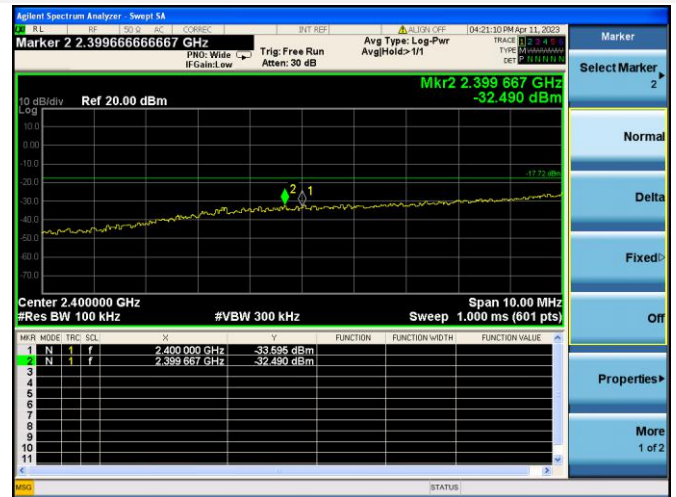 Agilent Spectrum Analyzer - Swept SA
RL RF 50 Ω AC CORREC INT REF ALIGN OFF 04:21:10 PM Apr 11, 2023
Marker 2 2.399666666667 GHz
PNO: Wide
IFGain:Low
Trig: Free Run
Atten: 30 dB
Avg Type: Log-Pwr
Avg|Hold:> 1/1
TRACE 1 2 3 4 5 6
TYPE M
DET P N N N N N
Mkr2 2.399 667 GHz
-32.490 dBm
10 dB/div Ref 20.00 dBm
Log
10.0
0.00
-10.0
-17.72 dBm
-20.0
2 1
-30.0
-40.0
-50.0
-60.0
-70.0
Center 2.400000 GHz Span 10.00 MHz
#Res BW 100 kHz #VBW 300 kHz Sweep 1.000 ms (601 pts)
MKR MODE TRC SCL X Y FUNCTION FUNCTION WIDTH FUNCTION VALUE
1 N 1 f 2.400 000 GHz -33.595 dBm
2 N 1 f 2.399 667 GHz -32.490 dBm
3
4
5
6
7
8
9
10
11
MSG STATUS
Marker
Select Marker
2
Normal
Delta
Fixed
Off
Properties
More
1 of 2